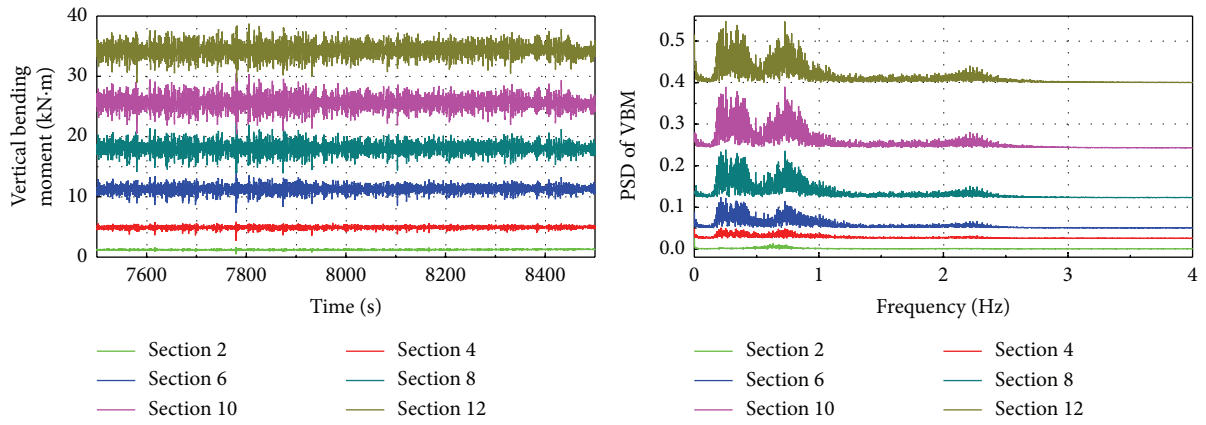 Vertical bending
moment (kN·m)
40
30
20
10
0
7600 7800 8000 8200 8400
Time (s)
Section 2 Section 4
Section 6 Section 8
Section 10 Section 12
PSD of VBM
0.5
0.4
0.3
0.2
0.1
0.0
0 1 2 3 4
Frequency (Hz)
Section 2 Section 4
Section 6 Section 8
Section 10 Section 12